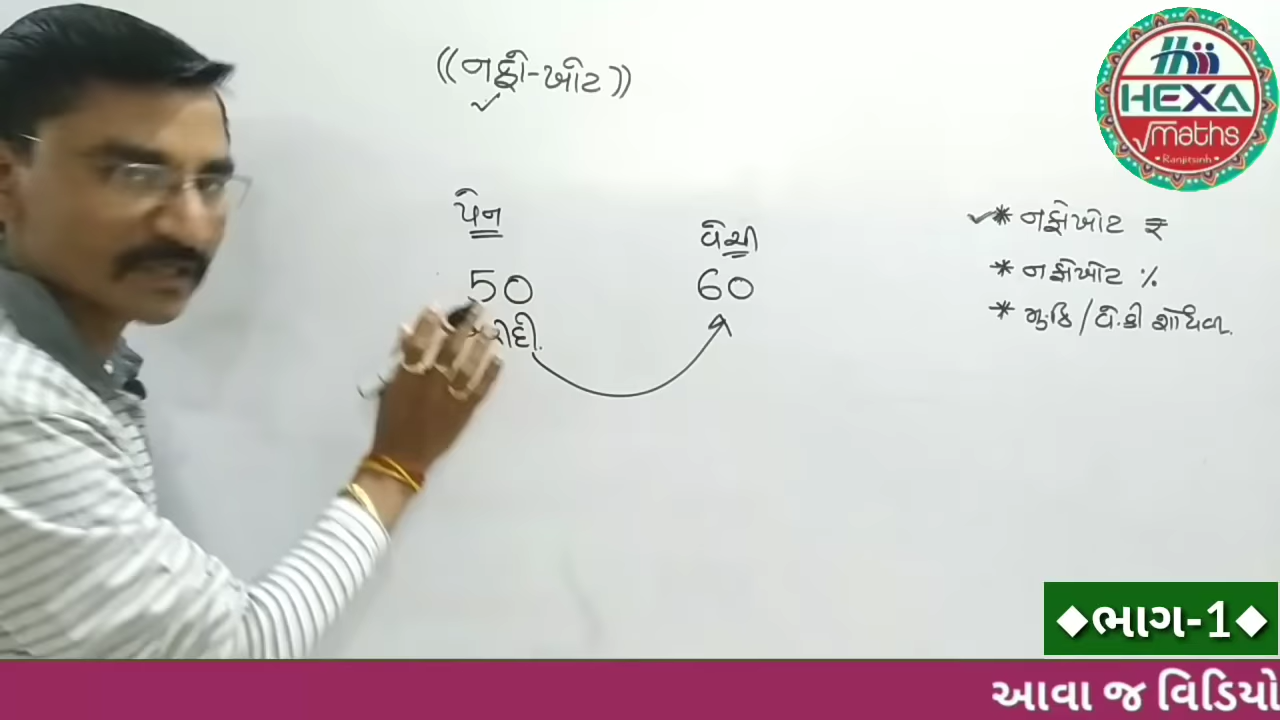 ((નફો-ખોટ))
પેન
50
ખરીદી.
વેચી
60
* નફો ખોટ ₹
* નફો ખોટ %
* મુ.કિં / વે.કિં શોધવા.
HEXA
√maths
• Ranjitsinh •
◆ભાગ-1◆
આવા જ વિડિયો